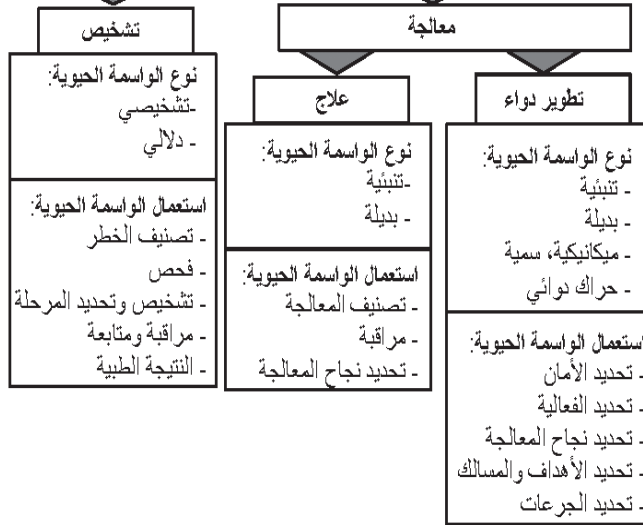 معالجة
تطوير دواء
نوع الواسمة الحيوية:
- تنبئية
- بديلة
- ميكانيكية، سمية
- حراك دوائي
استعمال الواسمة الحيوية:
- تحديد الأمان
- تحديد الفعالية
- تحديد نجاح المعالجة
- تحديد الأهداف والمسالك
- تحديد الجرعات
علاج
نوع الواسمة الحيوية:
-تنبئية
- بديلة
استعمال الواسمة الحيوية:
- تصنيف المعالجة
- مراقبة
- تحديد نجاح المعالجة
تشخيص
نوع الواسمة الحيوية:
-تشخيصي
- دلالي
استعمال الواسمة الحيوية:
- تصنيف الخطر
- فحص
- تشخيص وتحديد المرحلة
- مراقبة ومتابعة
- النتيجة الطبية